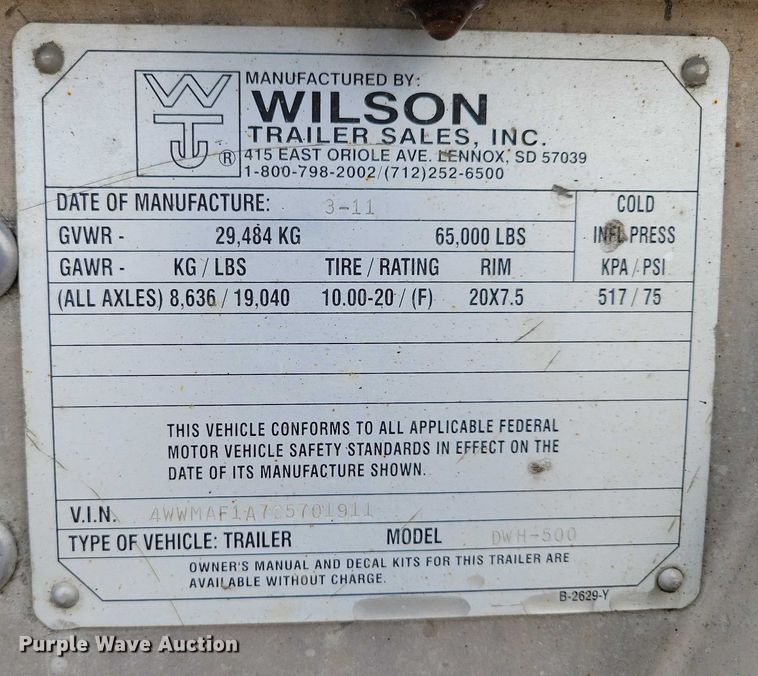 WTU ®
MANUFACTURED BY:
WILSON
TRAILER SALES, INC.
415 EAST ORIOLE AVE. LENNOX, SD 57039
1-800-798-2002/(712)252-6500
DATE OF MANUFACTURE: 3-11 COLD
GVWR - 29,484 KG 65,000 LBS INFL PRESS
GAWR - KG / LBS TIRE / RATING RIM KPA / PSI
(ALL AXLES) 8,636 / 19,040 10.00-20 / (F) 20X7.5 517 / 75
THIS VEHICLE CONFORMS TO ALL APPLICABLE FEDERAL
MOTOR VEHICLE SAFETY STANDARDS IN EFFECT ON THE
DATE OF ITS MANUFACTURE SHOWN.
V.I.N. 4WWMAF1A7C5701911
TYPE OF VEHICLE: TRAILER MODEL DWH-500
OWNER'S MANUAL AND DECAL KITS FOR THIS TRAILER ARE
AVAILABLE WITHOUT CHARGE.
B-2629-Y
Purple Wave Auction